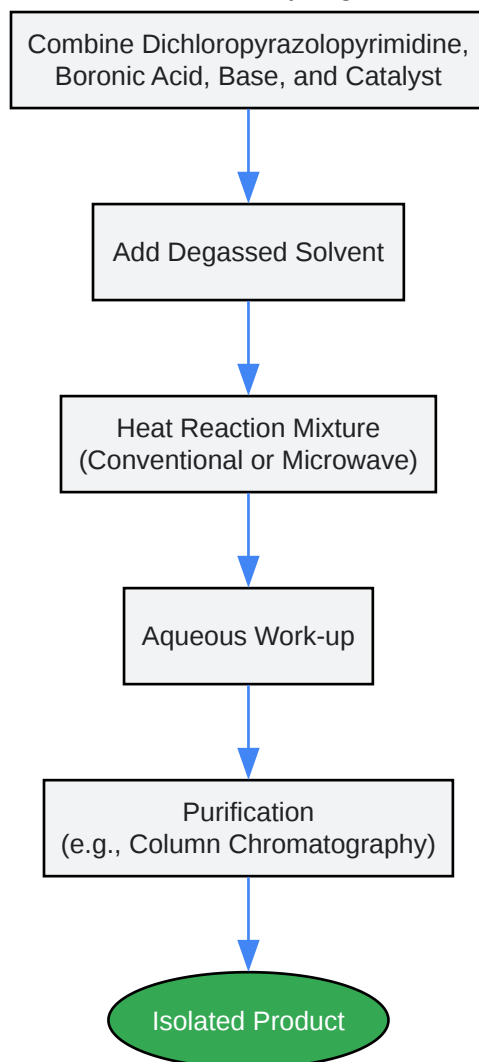 Combine Dichloropyrazolopyrimidine,
Boronic Acid, Base, and Catalyst
Add Degassed Solvent
Heat Reaction Mixture
(Conventional or Microwave)
Aqueous Work-up
Purification
(e.g., Column Chromatography)
Isolated Product